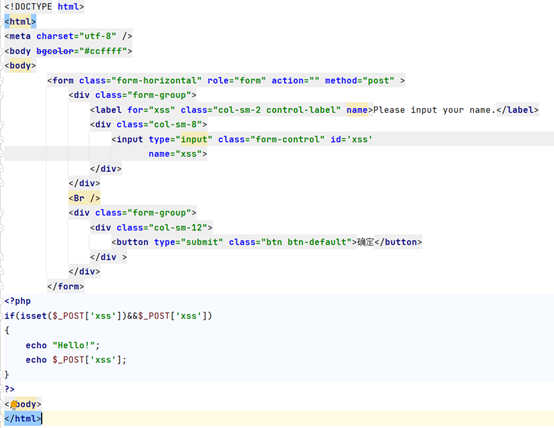 <!DOCTYPE html>
<html>
<meta charset="utf-8" />
<body bgcolor="#ccffff">
<body>
<form class="form-horizontal" role="form" action="" method="post" >
<div class="form-group">
<label for="xss" class="col-sm-2 control-label" name>Please input your name.</label>
<div class="col-sm-8">
<input type="input" class="form-control" id='xss'
name="xss">
</div>
</div>
<Br />
<div class="form-group">
<div class="col-sm-12">
<button type="submit" class="btn btn-default">确定</button>
</div >
</div>
</form>
<?php
if(isset($_POST['xss'])&&$_POST['xss'])
{
echo "Hello!";
echo $_POST['xss'];
}
?>
</body>
</html>